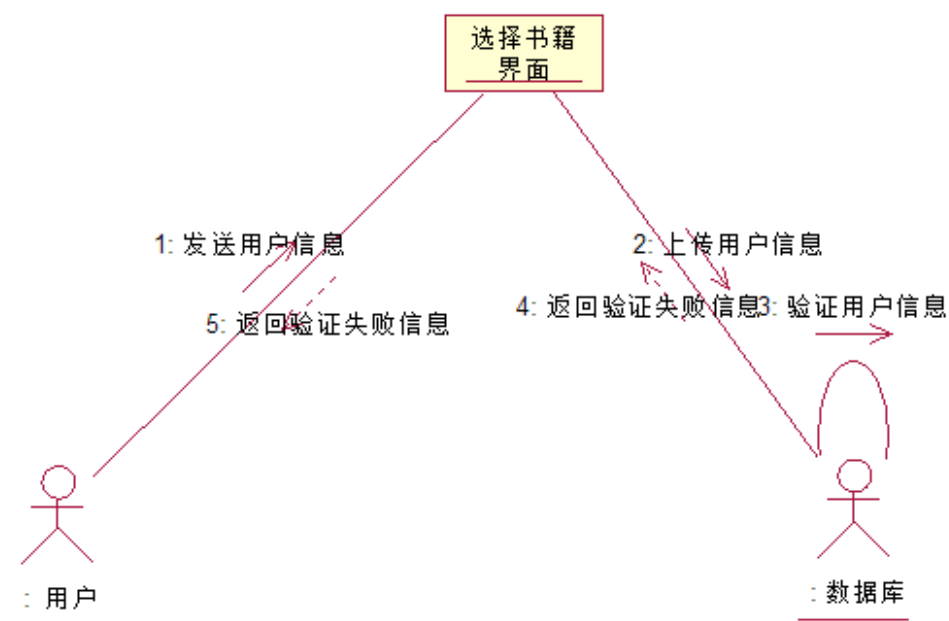 选择书籍
界面
1: 发送用户信息
2: 上传用户信息
5: 返回验证失败信息
4: 返回验证失败信息
3: 验证用户信息
: 用户
: 数据库